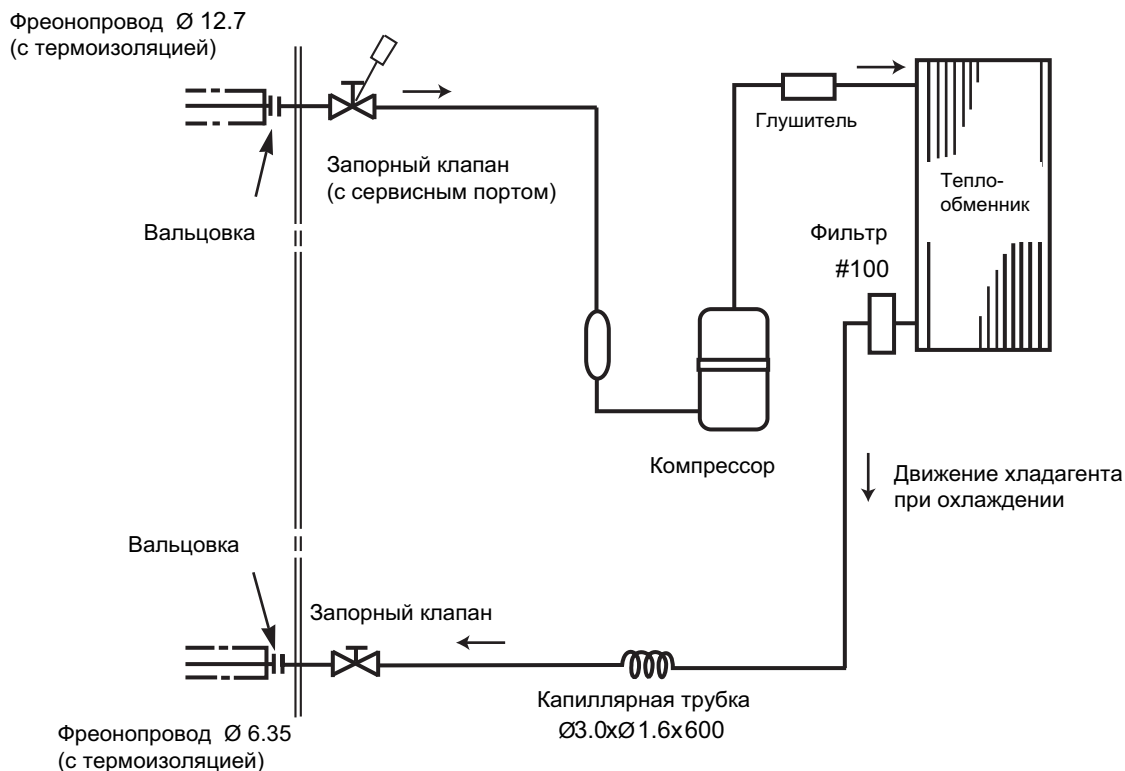 Фреонопровод Ø 12.7
(с термоизоляцией)
Глушитель
Запорный клапан
(с сервисным портом)
Тепло-
обменник
Вальцовка
Фильтр
#100
Компрессор
Движение хладагента
при охлаждении
Вальцовка
Запорный клапан
Капиллярная трубка
Ø3.0xØ1.6x600
Фреонопровод Ø 6.35
(с термоизоляцией)